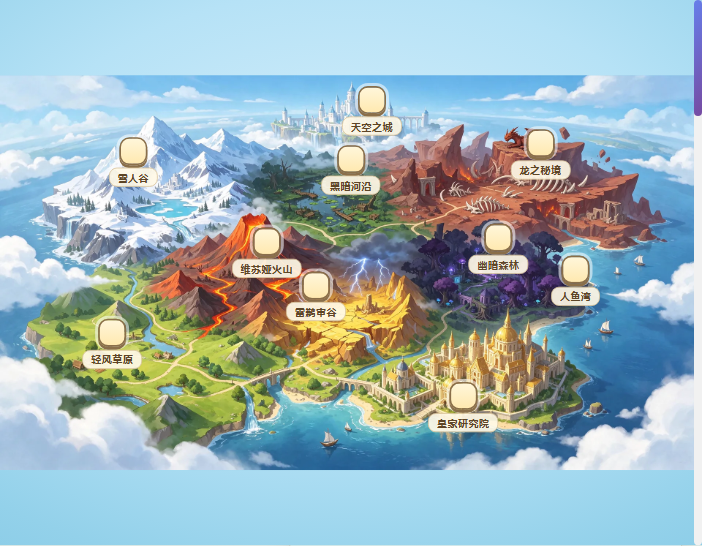 天空之城
雪人谷
龙之秘境
黑暗河沿
维苏娅火山
幽暗森林
人鱼湾
雷鹅牢谷
轻风草原
皇家研究院